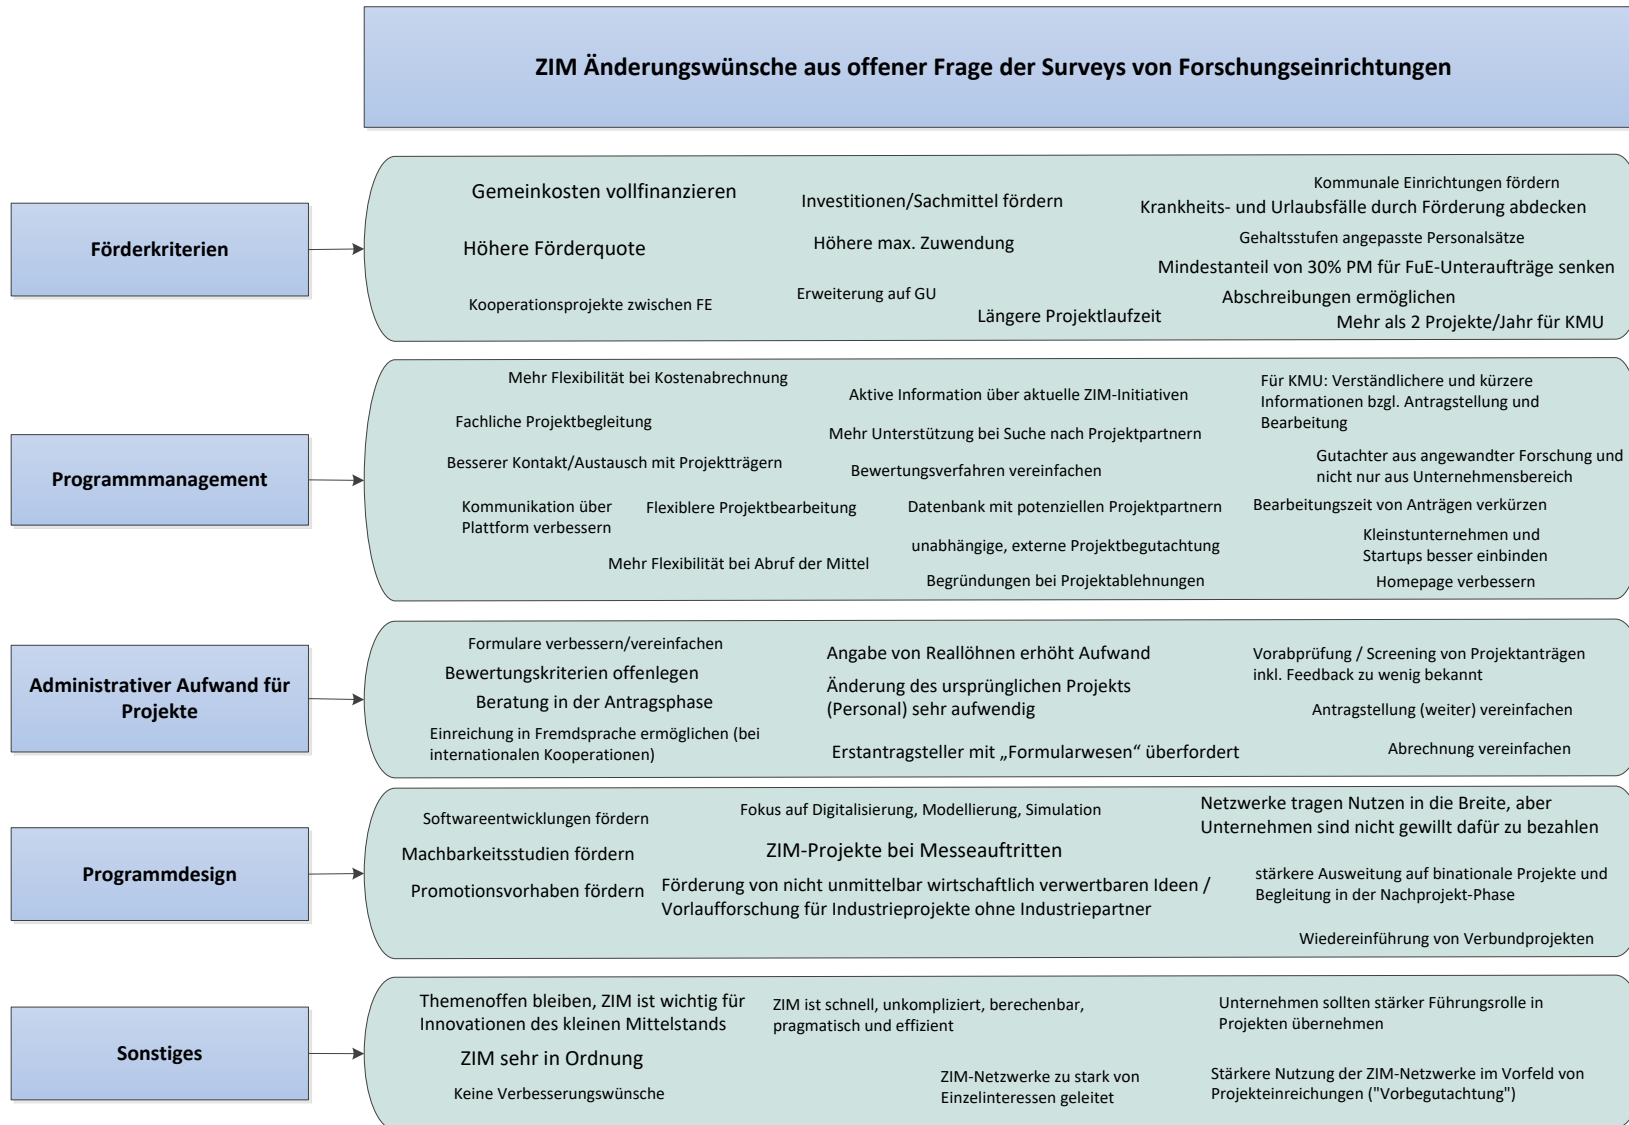 ZIM Änderungswünsche aus offener Frage der Surveys von Forschungseinrichtungen
Förderkriterien
Gemeinkosten vollfinanzieren
Investitionen/Sachmittel fördern
Kommunale Einrichtungen fördern
Krankheits- und Urlaubsfälle durch Förderung abdecken
Höhere Förderquote
Höhere max. Zuwendung
Gehaltsstufen angepasste Personalsätze
Mindestanteil von 30% PM für FuE-Unteraufträge senken
Kooperationsprojekte zwischen FE
Erweiterung auf GU
Längere Projektlaufzeit
Abschreibungen ermöglichen
Mehr als 2 Projekte/Jahr für KMU
Programmmanagement
Mehr Flexibilität bei Kostenabrechnung
Aktive Information über aktuelle ZIM-Initiativen
Für KMU: Verständlichere und kürzere
Informationen bzgl. Antragstellung und
Bearbeitung
Fachliche Projektbegleitung
Mehr Unterstützung bei Suche nach Projektpartnern
Besserer Kontakt/Austausch mit Projektträgern
Bewertungsverfahren vereinfachen
Gutachter aus angewandter Forschung und
nicht nur aus Unternehmensbereich
Kommunikation über
Plattform verbessern
Flexiblere Projektbearbeitung
Datenbank mit potenziellen Projektpartnern
Bearbeitungszeit von Anträgen verkürzen
unabhängige, externe Projektbegutachtung
Kleinstunternehmen und
Startups besser einbinden
Mehr Flexibilität bei Abruf der Mittel
Begründungen bei Projektablehnungen
Homepage verbessern
Administrativer Aufwand für
Projekte
Formulare verbessern/vereinfachen
Angabe von Reallöhnen erhöht Aufwand
Vorabprüfung / Screening von Projektanträgen
inkl. Feedback zu wenig bekannt
Bewertungskriterien offenlegen
Änderung des ursprünglichen Projekts
(Personal) sehr aufwendig
Beratung in der Antragsphase
Antragstellung (weiter) vereinfachen
Einreichung in Fremdsprache ermöglichen (bei
internationalen Kooperationen)
Erstantragsteller mit „Formularwesen“ überfordert
Abrechnung vereinfachen
Programmdesign
Softwareentwicklungen fördern
Fokus auf Digitalisierung, Modellierung, Simulation
Netzwerke tragen Nutzen in die Breite, aber
Unternehmen sind nicht gewillt dafür zu bezahlen
Machbarkeitsstudien fördern
ZIM-Projekte bei Messeauftritten
Promotionsvorhaben fördern
Förderung von nicht unmittelbar wirtschaftlich verwertbaren Ideen /
Vorlaufforschung für Industrieprojekte ohne Industriepartner
stärkere Ausweitung auf binationale Projekte und
Begleitung in der Nachprojekt-Phase
Wiedereinführung von Verbundprojekten
Sonstiges
Themenoffen bleiben, ZIM ist wichtig für
Innovationen des kleinen Mittelstands
ZIM ist schnell, unkompliziert, berechenbar,
pragmatisch und effizient
Unternehmen sollten stärker Führungsrolle in
Projekten übernehmen
ZIM sehr in Ordnung
Keine Verbesserungswünsche
ZIM-Netzwerke zu stark von
Einzelinteressen geleitet
Stärkere Nutzung der ZIM-Netzwerke im Vorfeld von
Projekteinreichungen ("Vorbegutachtung")